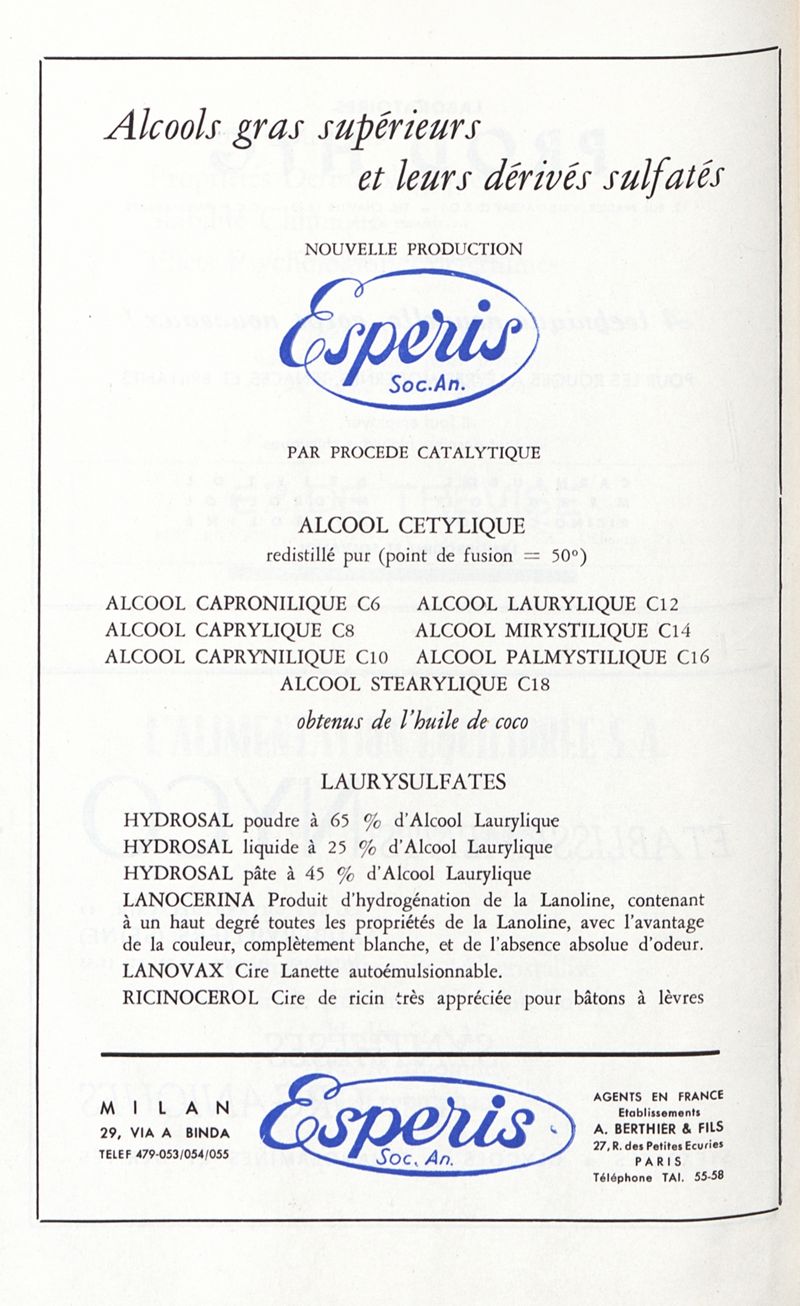 Alcools gras supérieurs
et leurs dérivés sulfatés
NOUVELLE PRODUCTION
Esperis
Soc. An.
PAR PROCEDE CATALYTIQUE
ALCOOL CETYLIQUE
redistillé pur (point de fusion = 50°)
ALCOOL CAPRONILIQUE C6 ALCOOL LAURYLIQUE C12
ALCOOL CAPRYLIQUE C8 ALCOOL MIRYSTILIQUE C14
ALCOOL CAPRYNILIQUE C10 ALCOOL PALMYSTILIQUE C16
ALCOOL STEARYLIQUE C18
obtenus de l'huile de coco
LAURYSULFATES
HYDROSAL poudre à 65 % d'Alcool Laurylique
HYDROSAL liquide à 25 % d'Alcool Laurylique
HYDROSAL pâte à 45 % d'Alcool Laurylique
LANOCERINA Produit d'hydrogénation de la Lanoline, contenant
à un haut degré toutes les propriétés de la Lanoline, avec l'avantage
de la couleur, complètement blanche, et de l'absence absolue d'odeur.
LANOVAX Cire Lanette autoémulsionnable.
RICINOCEROL Cire de ricin très appréciée pour bâtons à lèvres
MILAN
29, VIA A BINDA
TELEF 479-053/054/055
Esperis
Soc. An.
AGENTS EN FRANCE
Etablissements
A. BERTHIER & FILS
27, R. des Petites Ecuries
PARIS
Téléphone TAI. 55-58